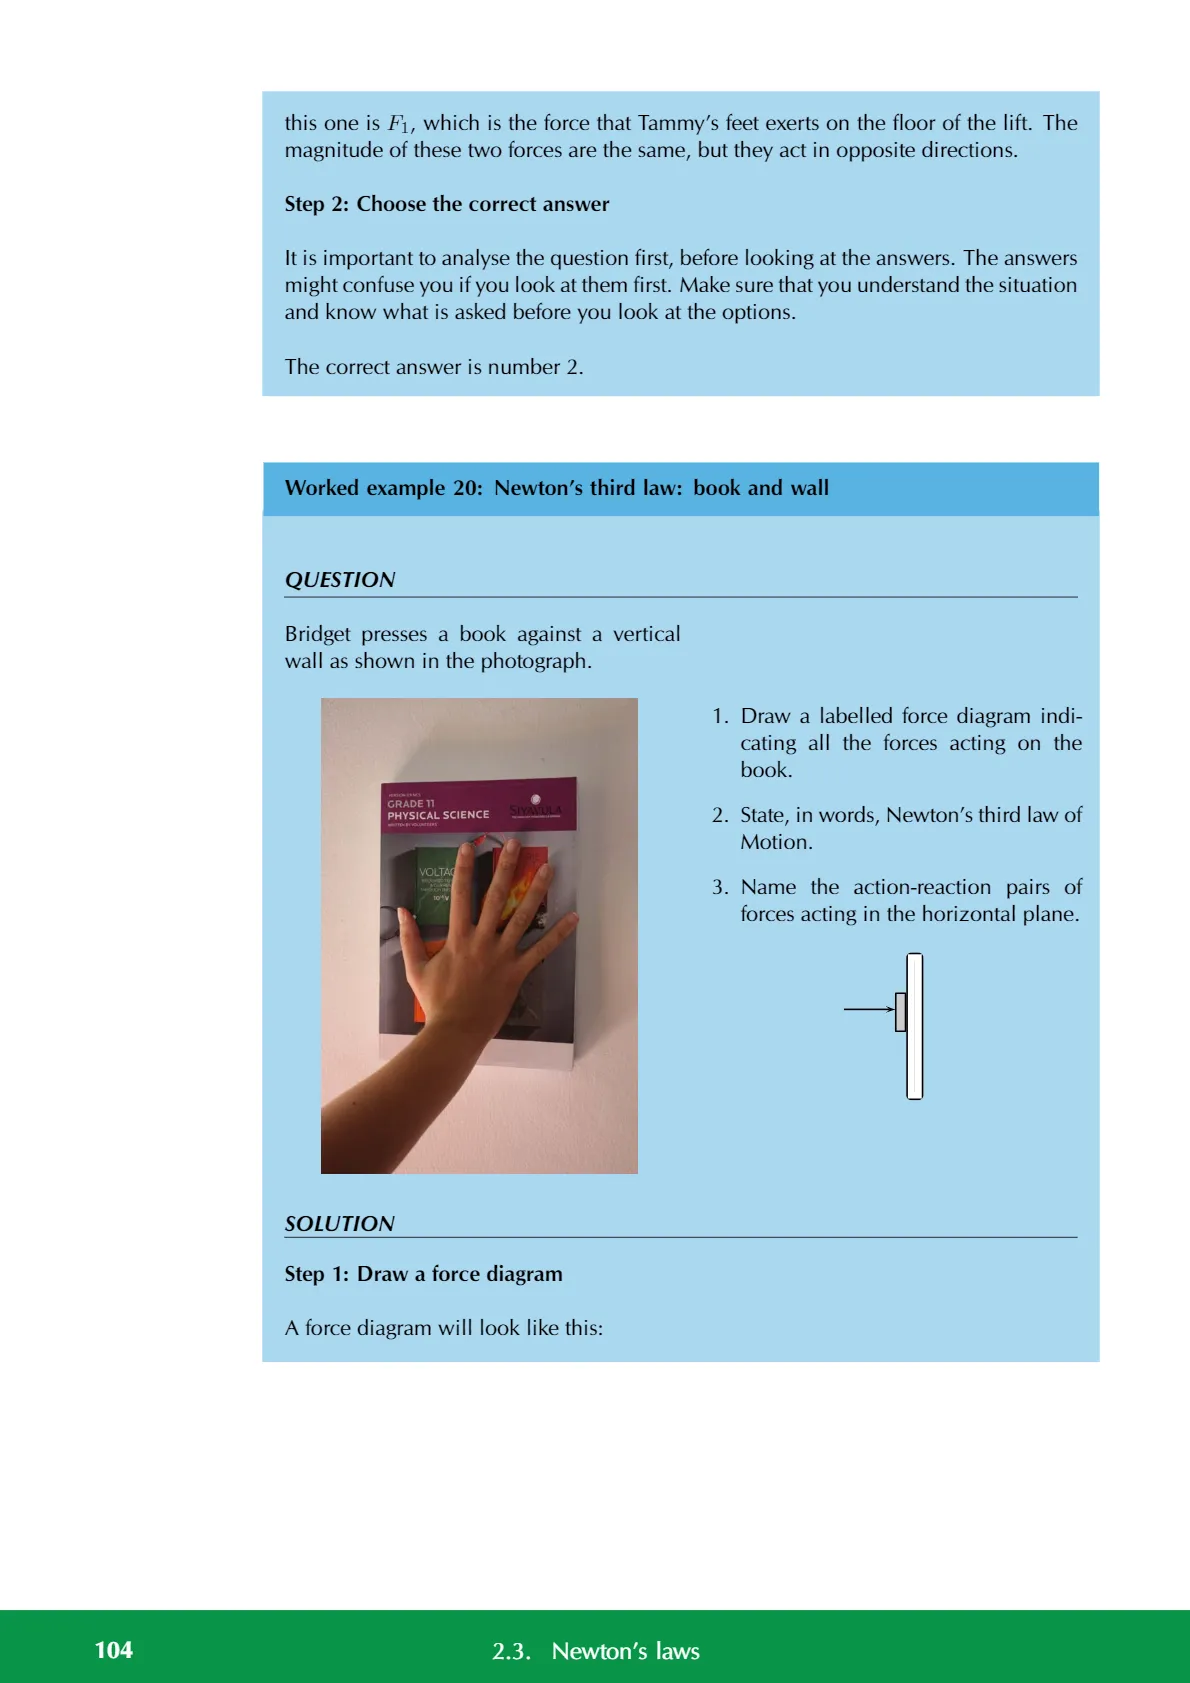 this one is F1, which is the force that Tammy's feet exerts on the floor of the lift. The
magnitude of these two forces are the same, but they act in opposite directions.
Step 2: Choose the correct answer
It is important to analyse the question first, before looking at the answers. The answers
might confuse you if you look at them first. Make sure that you understand the situation
and know what is asked before you look at the options.
The correct answer is number 2.
Worked example 20: Newton's third law: book and wall
QUESTION
Bridget presses a book against a vertical
wall as shown in the photograph.
GRADE 11
PHYSICAL SCIENCE
WRITTEN BY VOLUNTEERS
SIYAVULA
VOLTAG
1. Draw a labelled force diagram indi-
cating all the forces acting on the
book.
2. State, in words, Newton's third law of
Motion.
3. Name the action-reaction pairs of
forces acting in the horizontal plane.
SOLUTION
Step 1: Draw a force diagram
A force diagram will look like this:
104
2.3. Newton's laws